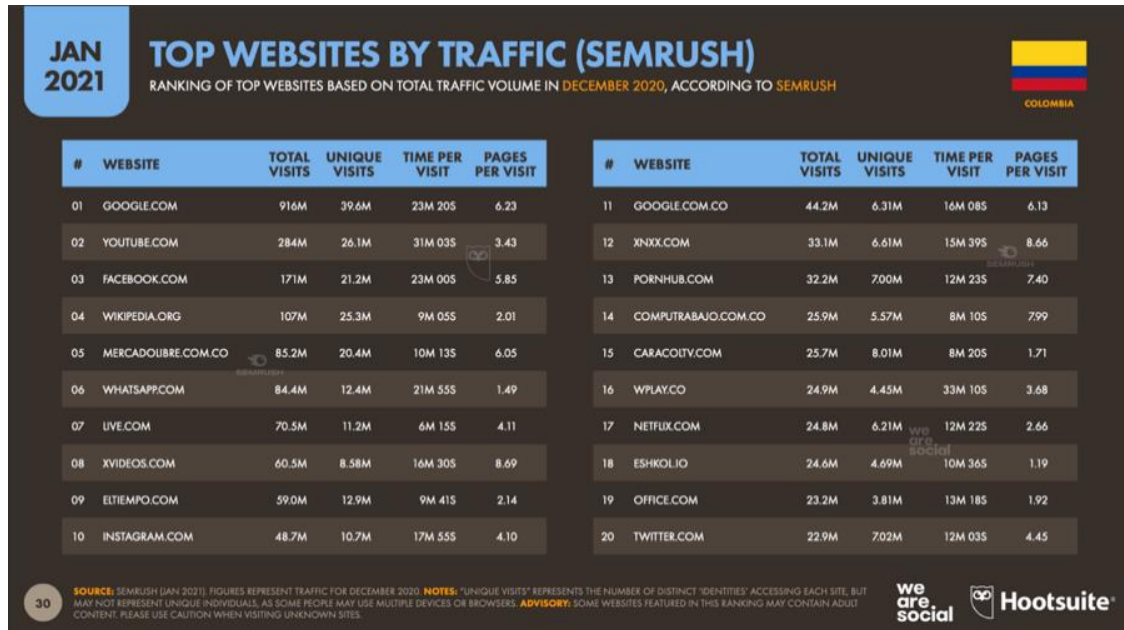 JAN
2021
TOP WEBSITES BY TRAFFIC (SEMRUSH)
RANKING OF TOP WEBSITES BASED ON TOTAL TRAFFIC VOLUME IN DECEMBER 2020, ACCORDING TO SEMRUSH
COLOMBIA
# WEBSITE TOTAL VISITS UNIQUE VISITS TIME PER VISIT PAGES PER VISIT
01 GOOGLE.COM 916M 39.6M 23M 20S 6.23
02 YOUTUBE.COM 284M 26.1M 31M 03S 3.43
03 FACEBOOK.COM 171M 21.2M 23M 00S 5.85
04 WIKIPEDIA.ORG 107M 25.3M 9M 05S 2.01
05 MERCADOLIBRE.COM.CO 85.2M 20.4M 10M 13S 6.05
06 WHATSAPP.COM 84.4M 12.4M 21M 55S 1.49
07 LIVE.COM 70.5M 11.2M 6M 15S 4.11
08 XVIDEOS.COM 60.5M 8.58M 16M 30S 8.69
09 ELTIEMPO.COM 59.0M 12.9M 9M 41S 2.14
10 INSTAGRAM.COM 48.7M 10.7M 17M 55S 4.10
SEMRUSH
# WEBSITE TOTAL VISITS UNIQUE VISITS TIME PER VISIT PAGES PER VISIT
11 GOOGLE.COM.CO 44.2M 6.31M 16M 08S 6.13
12 XNXX.COM 33.1M 6.61M 15M 39S 8.66
13 PORNHUB.COM 32.2M 7.00M 12M 23S 7.40
14 COMPUTRABAJO.COM.CO 25.9M 5.57M 8M 10S 7.99
15 CARACOLTV.COM 25.7M 8.01M 8M 20S 1.71
16 WPLAY.CO 24.9M 4.45M 33M 10S 3.68
17 NETFLIX.COM 24.8M 6.21M 12M 22S 2.66
18 ESHKOL.IO 24.6M 4.69M 10M 36S 1.19
19 OFFICE.COM 23.2M 3.81M 13M 18S 1.92
20 TWITTER.COM 22.9M 7.02M 12M 03S 4.45
SEMRUSH
we
are
social
30
SOURCE: SEMRUSH (JAN 2021). FIGURES REPRESENT TRAFFIC FOR DECEMBER 2020. NOTES: "UNIQUE VISITS" REPRESENTS THE NUMBER OF DISTINCT 'IDENTITIES' ACCESSING EACH SITE, BUT
MAY NOT REPRESENT UNIQUE INDIVIDUALS, AS SOME PEOPLE MAY USE MULTIPLE DEVICES OR BROWSERS. ADVISORY: SOME WEBSITES FEATURED IN THIS RANKING MAY CONTAIN ADULT
CONTENT. PLEASE USE CAUTION WHEN VISITING UNKNOWN SITES.
we
are
social
Hootsuite®